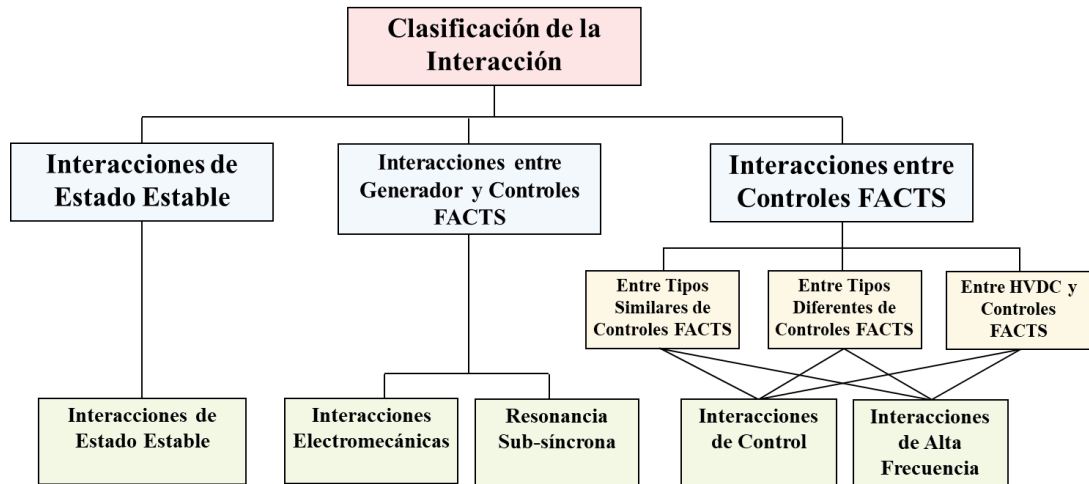 Clasificación de la
Interacción
Interacciones de
Estado Estable
Interacciones entre
Generador y Controles
FACTS
Interacciones entre
Controles FACTS
Entre Tipos
Similares de
Controles FACTS
Entre Tipos
Diferentes de
Controles FACTS
Entre HVDC y
Controles
FACTS
Interacciones de
Estado Estable
Interacciones
Electromecánicas
Resonancia
Sub-síncrona
Interacciones
de Control
Interacciones
de Alta
Frecuencia